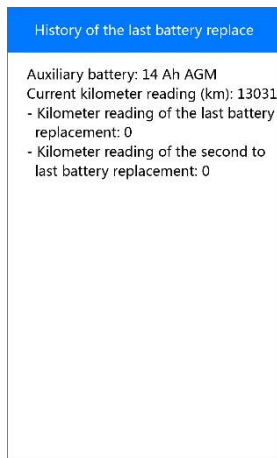 History of the last battery replace
Auxiliary battery: 14 Ah AGM
Current kilometer reading (km): 13031
- Kilometer reading of the last battery
replacement: 0
- Kilometer reading of the second to
last battery replacement: 0